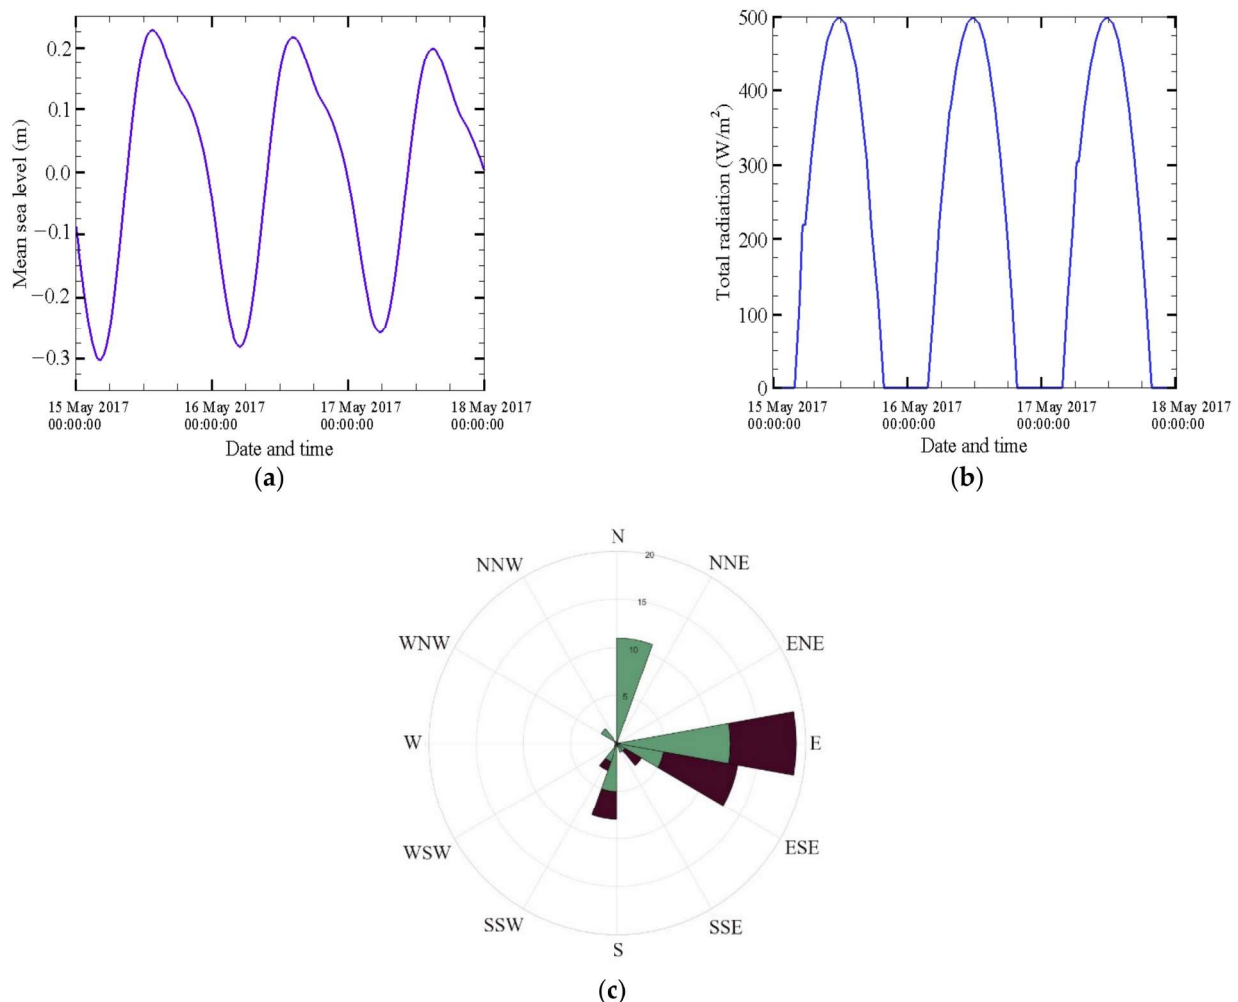 0.2
0.1
0.0
−0.1
−0.2
−0.3
Mean sea level (m)
15 May 2017
00:00:00
16 May 2017
00:00:00
17 May 2017
00:00:00
18 May 2017
00:00:00
Date and time
(a)
500
400
300
200
100
0
Total radiation (W/m²)
15 May 2017
00:00:00
16 May 2017
00:00:00
17 May 2017
00:00:00
18 May 2017
00:00:00
Date and time
(b)
N
NNW
NNE
20
15
WNW
ENE
10
5
W
E
WSW
ESE
SSW
SSE
S
(c)